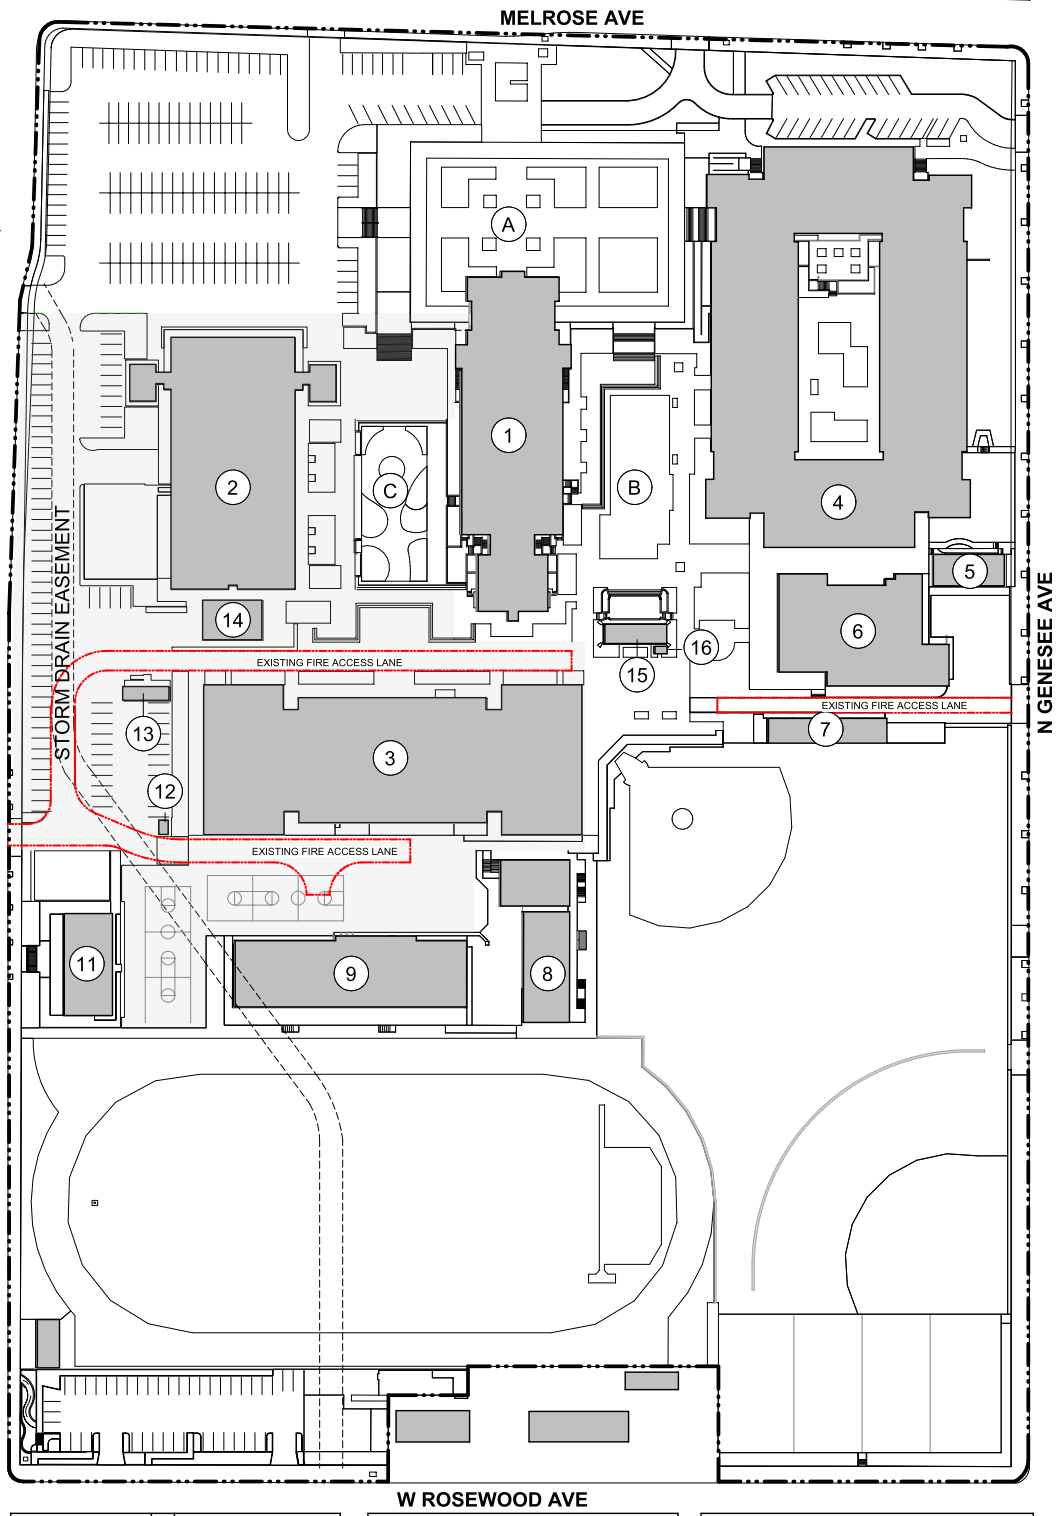 MELROSE AVE
A
1
C
2
B
4
5
14
6
16
EXISTING FIRE ACCESS LANE
15
STORM DRAIN EASEMENT
N GENESEE AVE
EXISTING FIRE ACCESS LANE
7
13
3
12
EXISTING FIRE ACCESS LANE
11
9
8
W ROSEWOOD AVE